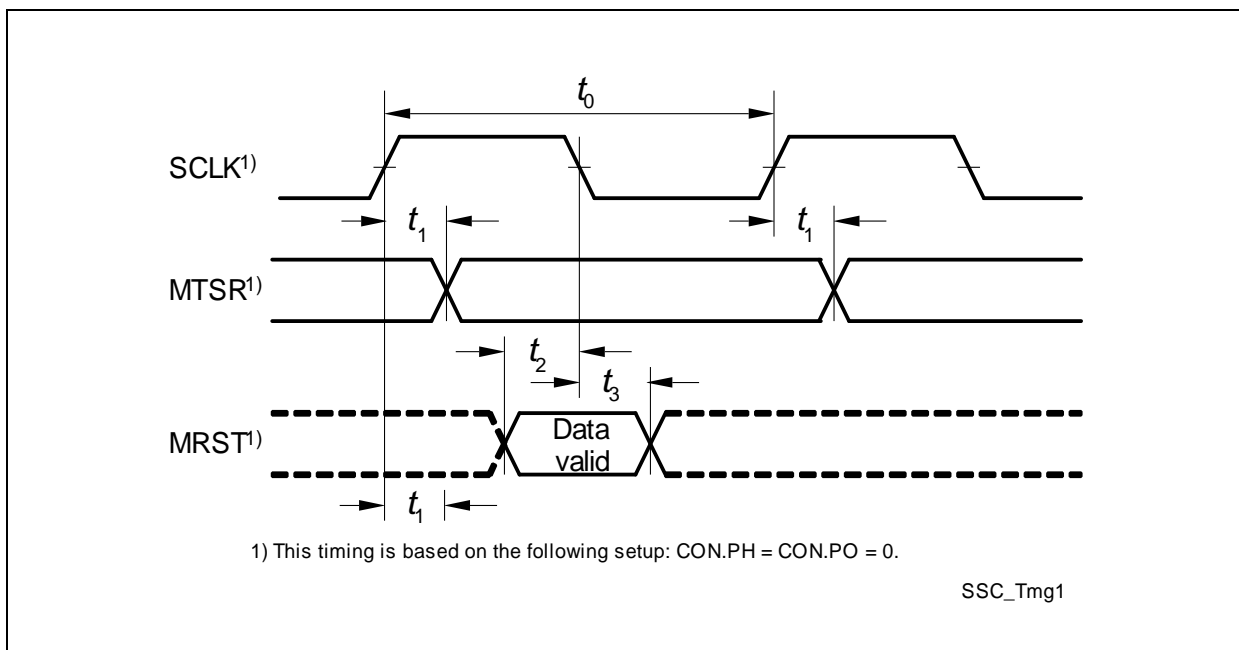 t₀
SCLK¹⁾
t₁ t₁
MTSR¹⁾
t₂
t₃
MRST¹⁾
Data
valid
t₁
1) This timing is based on the following setup: CON.PH = CON.PO = 0.
SSC_Tmg1